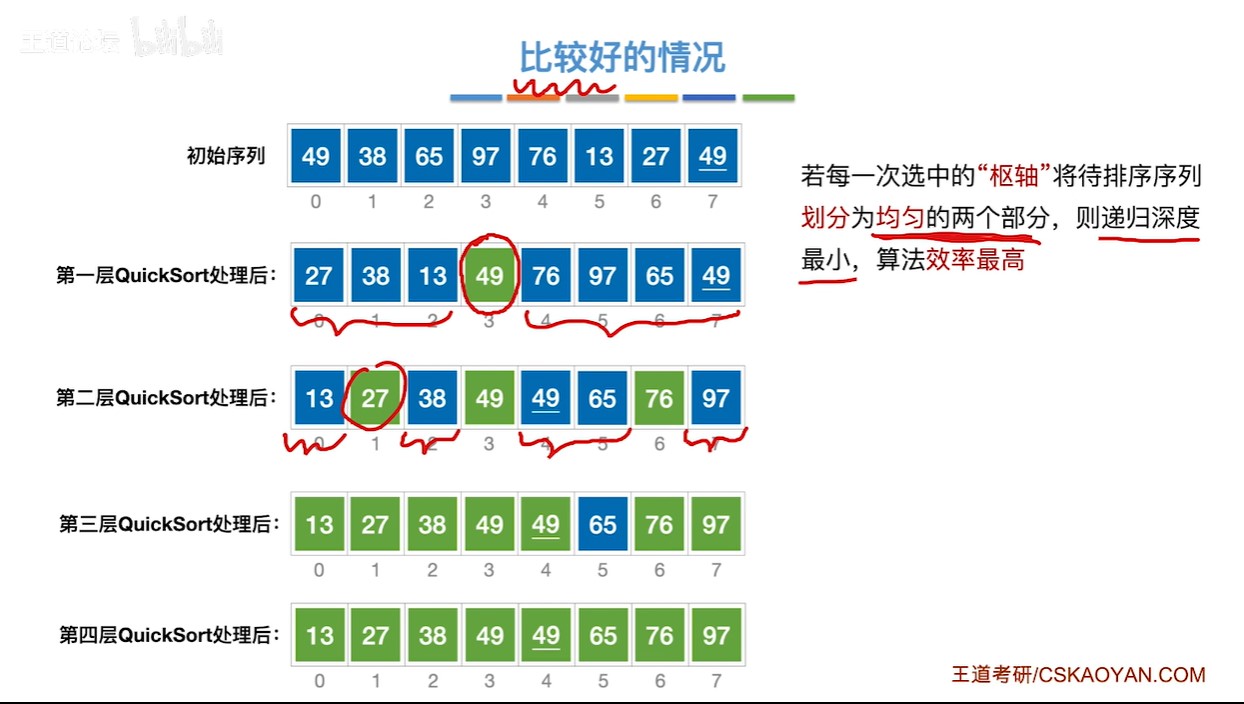 王道论坛 bilibili
比较好的情况
初始序列
49 38 65 97 76 13 27 49
0 1 2 3 4 5 6 7
若每一次选中的“枢轴”将待排序序列
划分为均匀的两个部分，则递归深度
最小，算法效率最高
第一层QuickSort处理后：
27 38 13 49 76 97 65 49
0 1 2 3 4 5 6 7
第二层QuickSort处理后：
13 27 38 49 49 65 76 97
0 1 2 3 4 5 6 7
第三层QuickSort处理后：
13 27 38 49 49 65 76 97
0 1 2 3 4 5 6 7
第四层QuickSort处理后：
13 27 38 49 49 65 76 97
0 1 2 3 4 5 6 7
王道考研/CSKAOYAN.COM